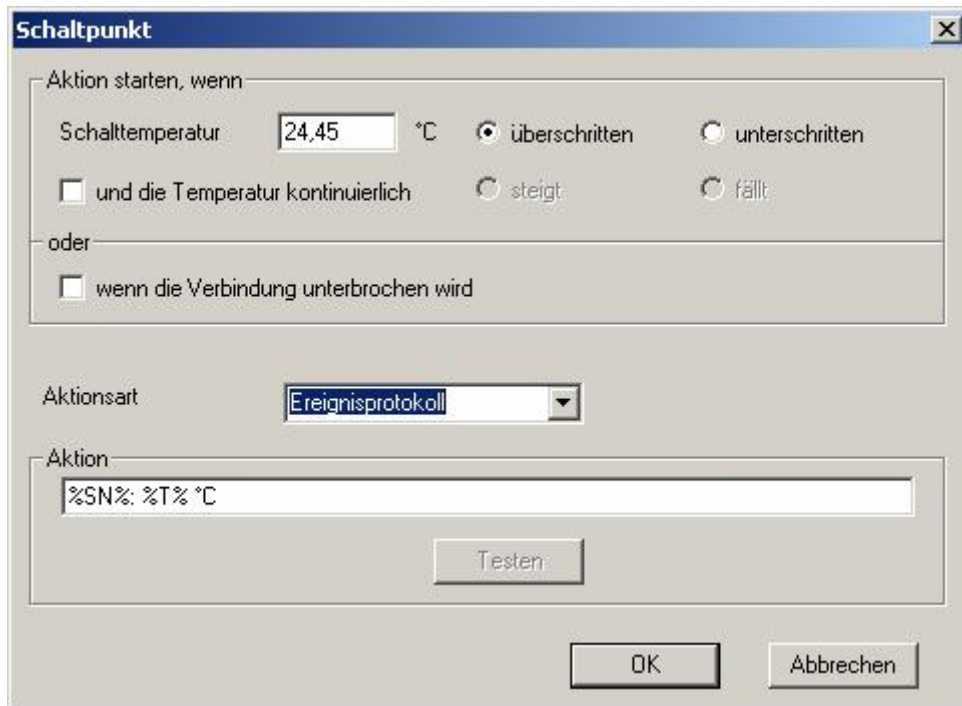 Schaltpunkt
Aktion starten, wenn
Schalttemperatur 24,45 °C überschritten unterschritten
und die Temperatur kontinuierlich steigt fällt
oder
wenn die Verbindung unterbrochen wird
Aktionsart Ereignisprotokoll
Aktion
%SN%: %T% °C
Testen
OK Abbrechen